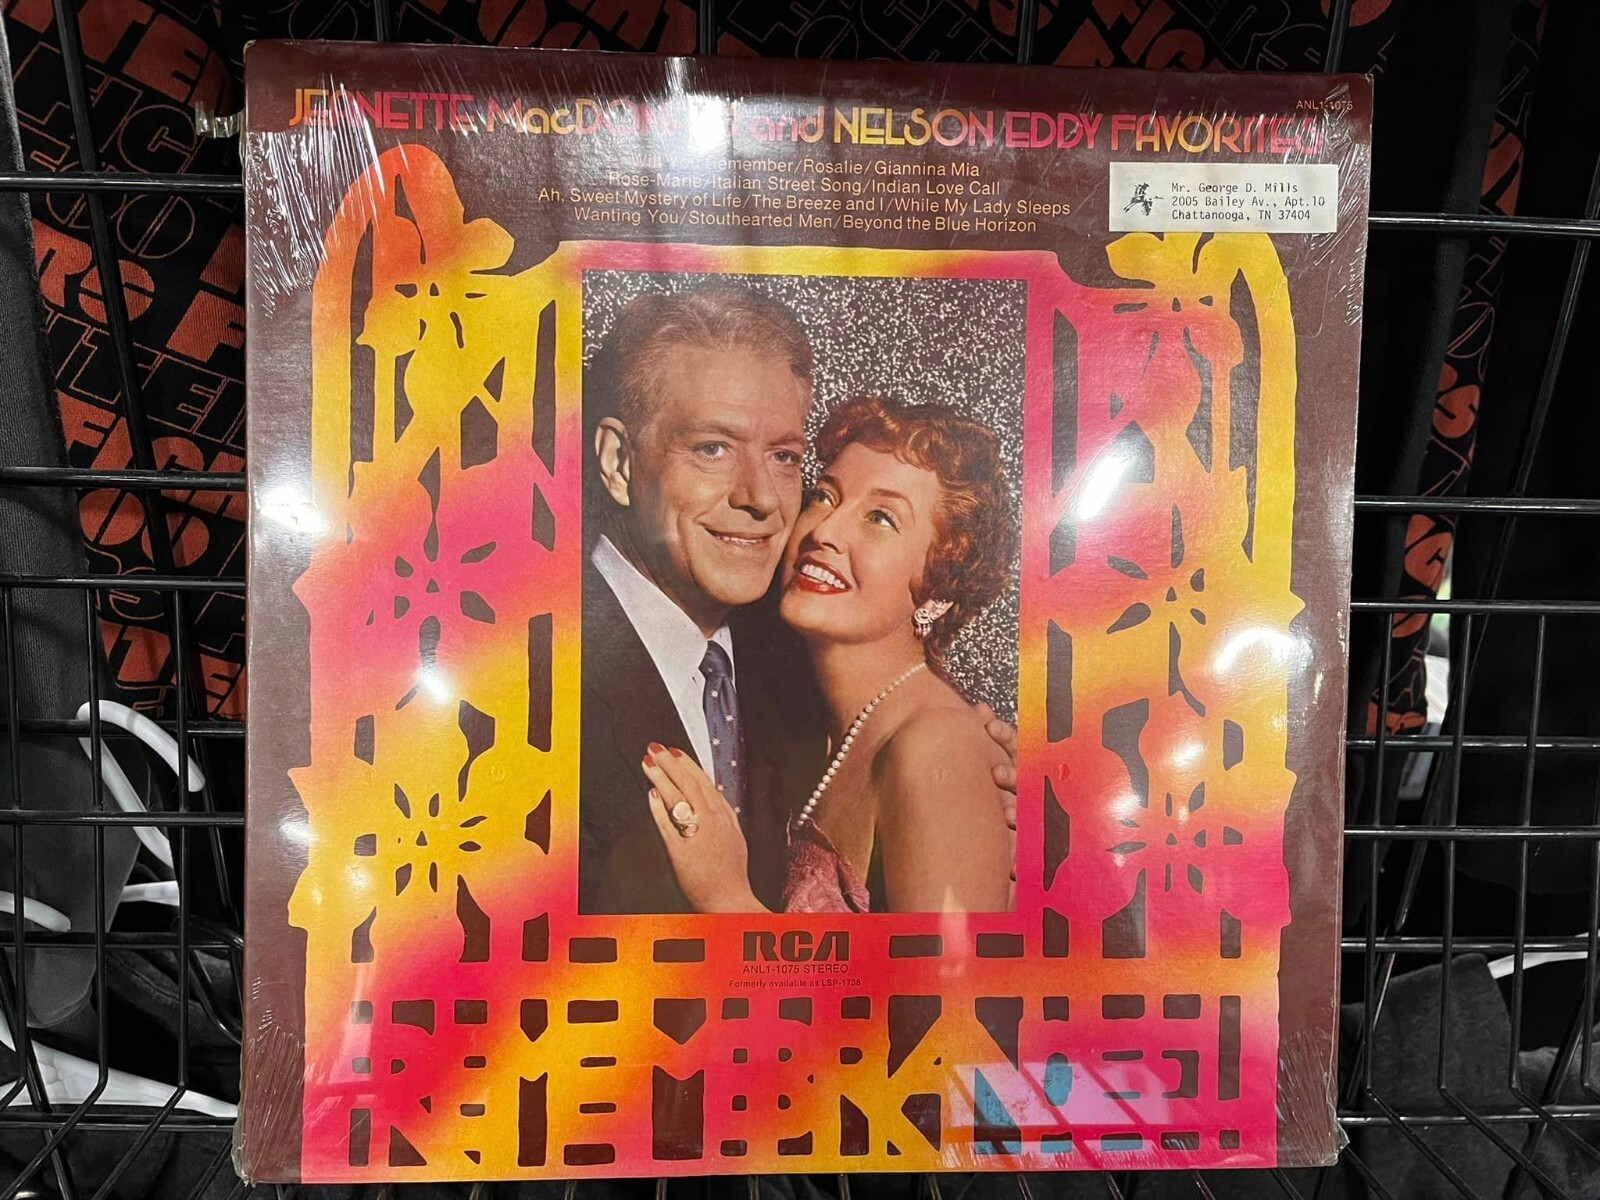 JEANETTE MacDONALD and NELSON EDDY FAVORITES
ANL1-1075
Will You Remember/Rosalie/Giannina Mia
Rose-Marie/Italian Street Song/Indian Love Call
Ah, Sweet Mystery of Life/The Breeze and I/While My Lady Sleeps
Wanting You/Stouthearted Men/Beyond the Blue Horizon
Mr. George D. Mills
2005 Bailey Av., Apt.10
Chattanooga, TN 37404
RCA
ANL1-1075 STEREO
Formerly available as LSP-1738
FOO
FIGHTERS